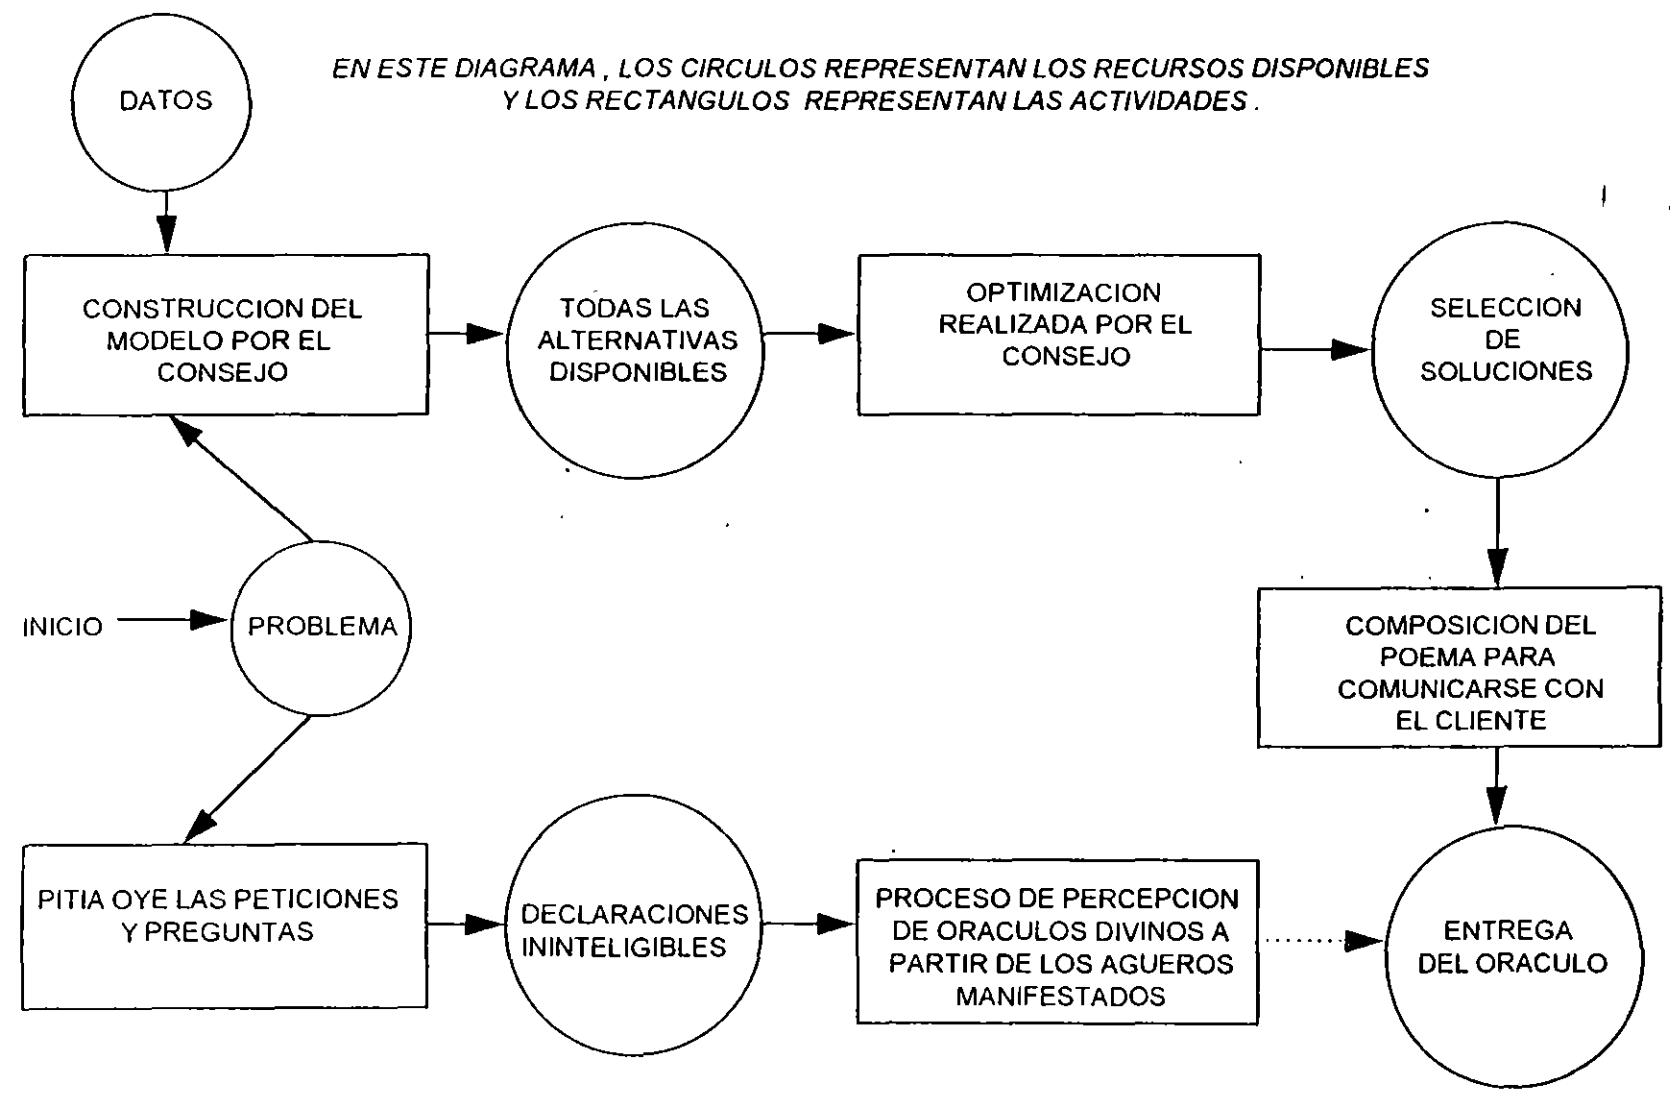 DATOS
EN ESTE DIAGRAMA , LOS CIRCULOS REPRESENTAN LOS RECURSOS DISPONIBLES
Y LOS RECTANGULOS REPRESENTAN LAS ACTIVIDADES .
CONSTRUCCION DEL
MODELO POR EL
CONSEJO
TODAS LAS
ALTERNATIVAS
DISPONIBLES
OPTIMIZACION
REALIZADA POR EL
CONSEJO
SELECCION
DE
SOLUCIONES
INICIO
PROBLEMA
COMPOSICION DEL
POEMA PARA
COMUNICARSE CON
EL CLIENTE
PITIA OYE LAS PETICIONES
Y PREGUNTAS
DECLARACIONES
ININTELIGIBLES
PROCESO DE PERCEPCION
DE ORACULOS DIVINOS A
PARTIR DE LOS AGUEROS
MANIFESTADOS
ENTREGA
DEL ORACULO